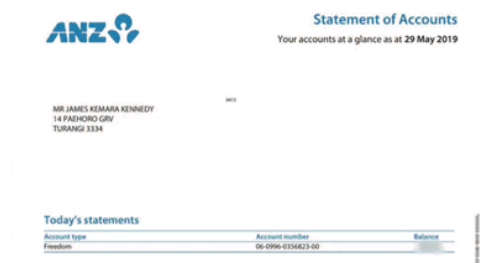 ANZ
Statement of Accounts
Your accounts at a glance as at 29 May 2019
MR JAMES KEMARA KENNEDY
14 PAEHORO GRV
TURANGI 3334
Today's statements
Account type Account number Balance
Freedom 06-0996-0356823-00